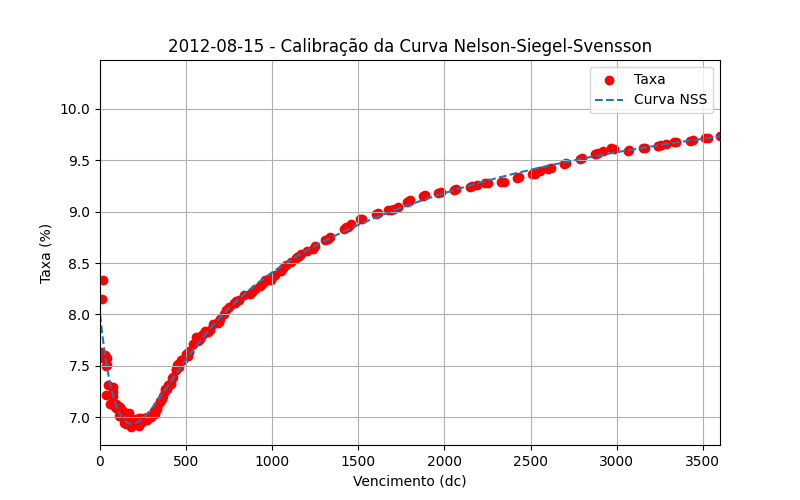 2012-08-15 - Calibração da Curva Nelson-Siegel-Svensson
Taxa
Curva NSS
Taxa (%)
10.0
9.5
9.0
8.5
8.0
7.5
7.0
0 500 1000 1500 2000 2500 3000 3500
Vencimento (dc)